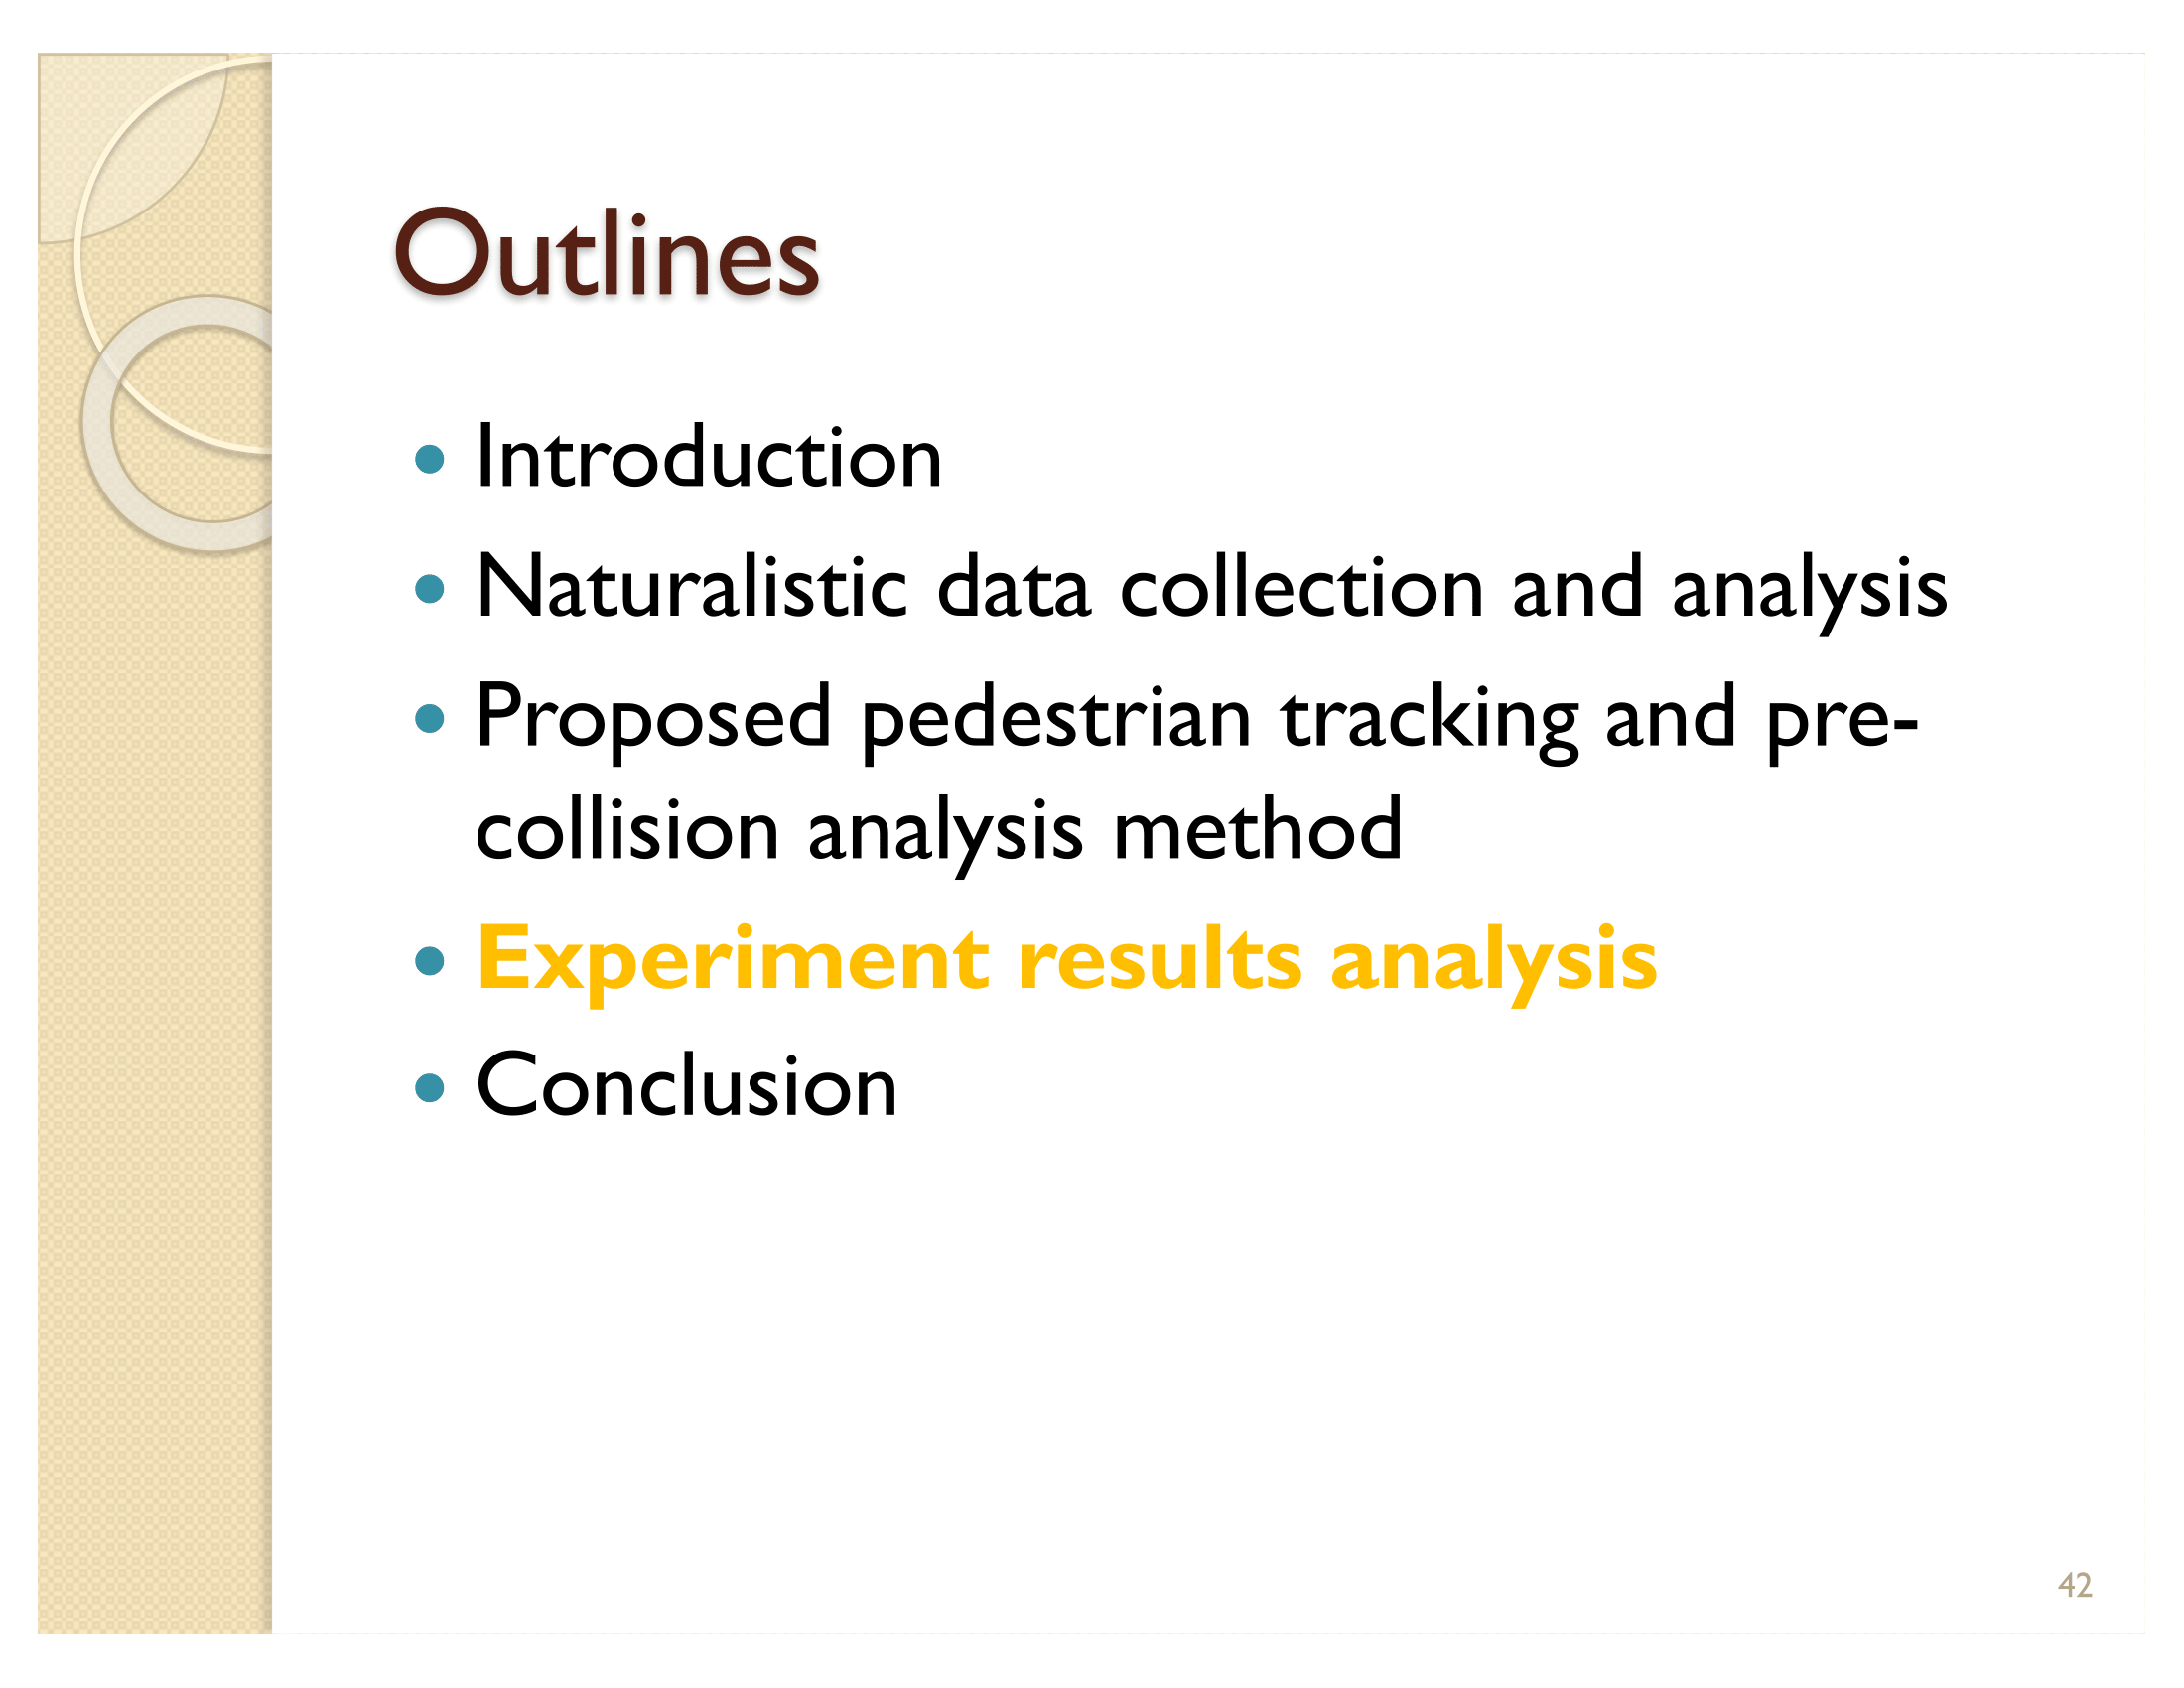 Outlines
• Introduction
• Naturalistic data collection and analysis
• Proposed pedestrian tracking and pre-
collision analysis method
• Experiment results analysis
• Conclusion
42